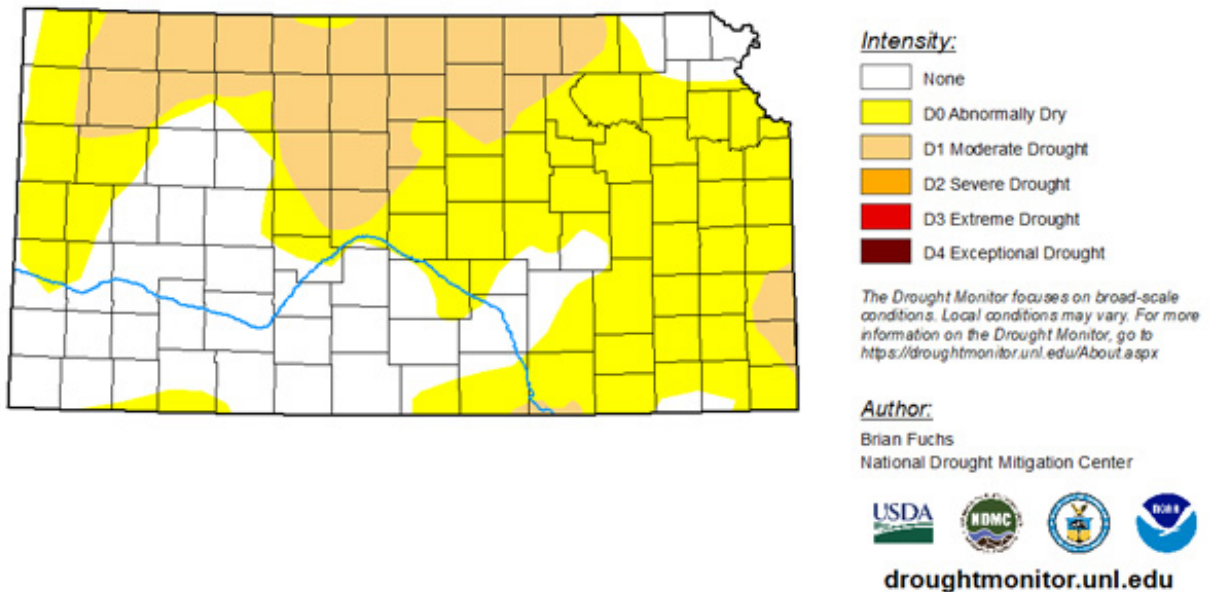 Intensity:
None
D0 Abnormally Dry
D1 Moderate Drought
D2 Severe Drought
D3 Extreme Drought
D4 Exceptional Drought
The Drought Monitor focuses on broad-scale
conditions. Local conditions may vary. For more
information on the Drought Monitor, go to
https://droughtmonitor.unl.edu/About.aspx
Author:
Brian Fuchs
National Drought Mitigation Center
USDA
NDMC
NOAA
droughtmonitor.unl.edu